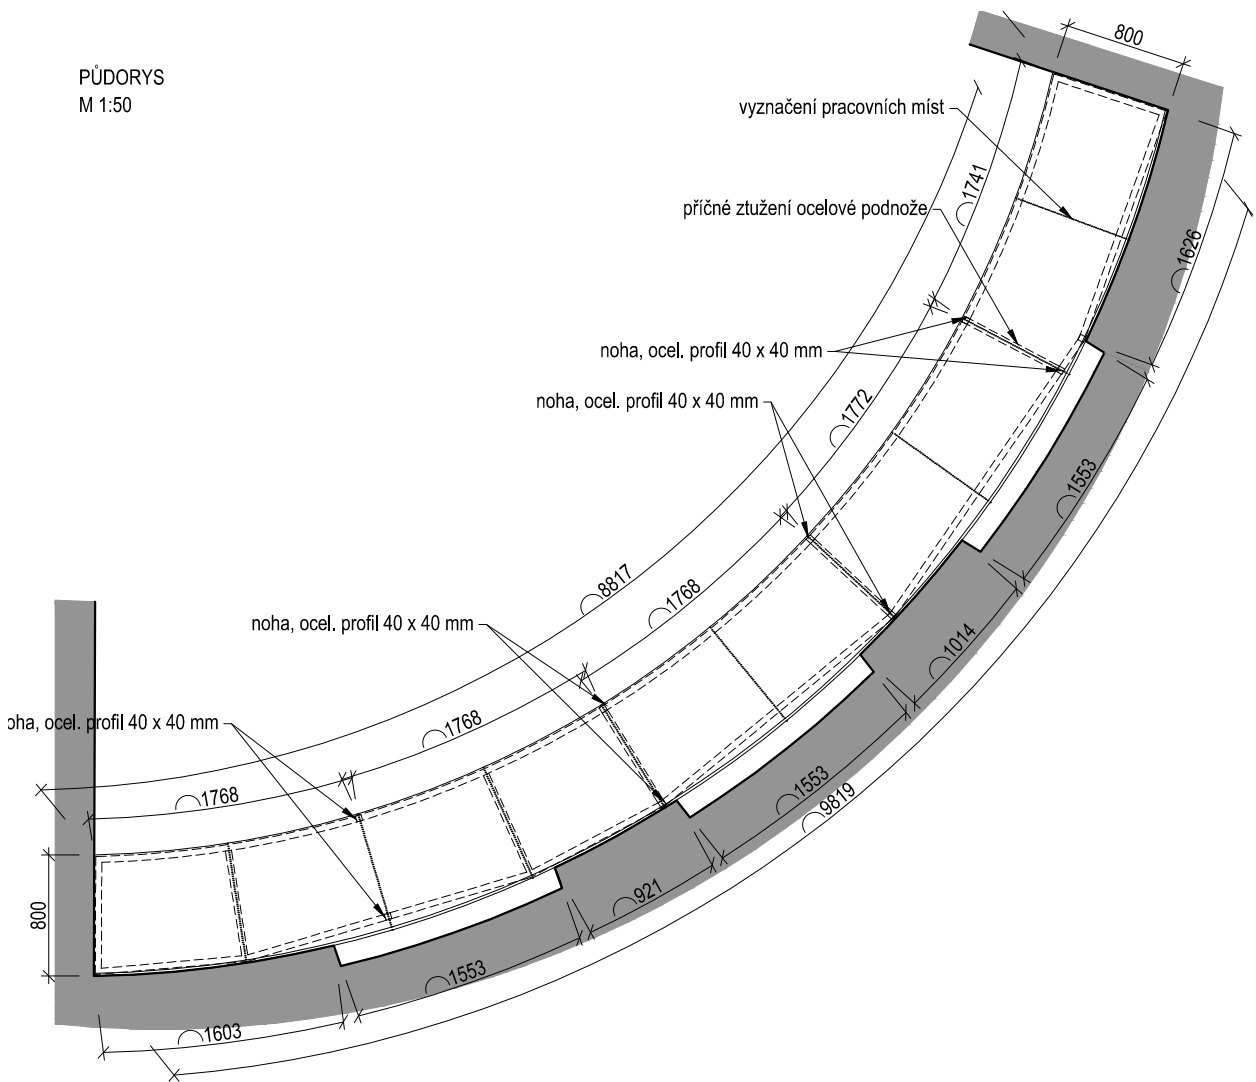 PŮDORYS
M 1:50
800
vyznačení pracovních míst
1741
příčné ztužení ocelové podnože
1626
noha, ocel. profil 40 x 40 mm
noha, ocel. profil 40 x 40 mm
1772
1553
8817
1768
noha, ocel. profil 40 x 40 mm
1014
oha, ocel. profil 40 x 40 mm
1768
1768
1553
9819
921
800
1553
1603